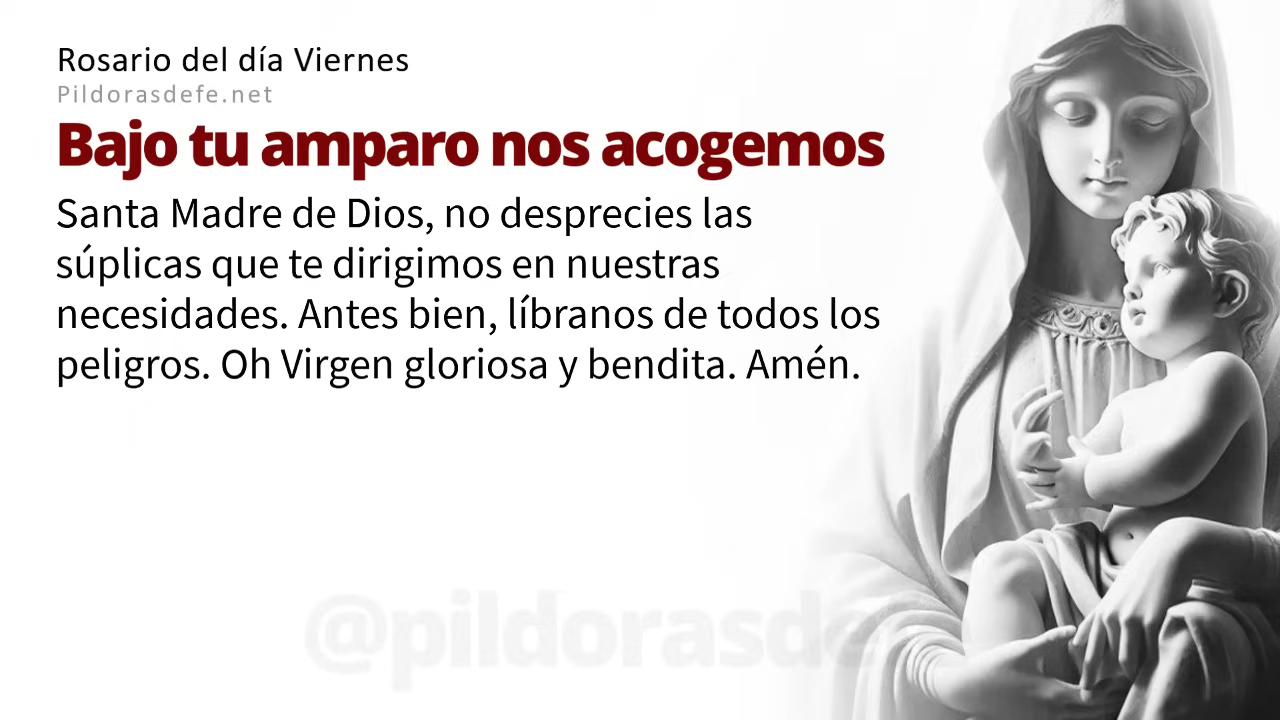 Rosario del día Viernes
Pildorasdefe.net
Bajo tu amparo nos acogemos
Santa Madre de Dios, no desprecies las
súplicas que te dirigimos en nuestras
necesidades. Antes bien, líbranos de todos los
peligros. Oh Virgen gloriosa y bendita. Amén.
@pildorasde